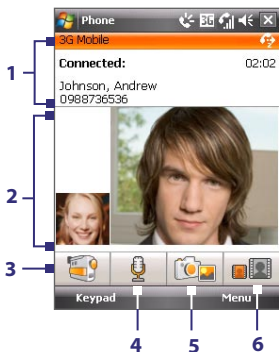 Phone
3G
3G Mobile
Connected: 02:02
Johnson, Andrew
0988736536
Keypad Menu
1
2
3
4
5
6